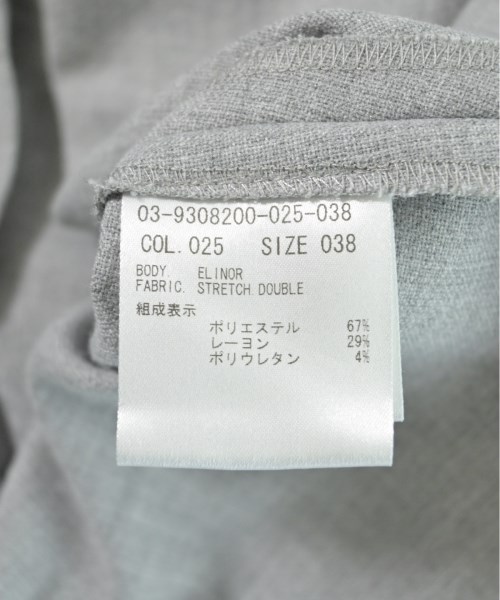 03-9308200-025-038
COL. 025 SIZE 038
BODY. ELINOR
FABRIC. STRETCH DOUBLE
組成表示
ポリエステル 67%
レーヨン 29%
ポリウレタン 4%